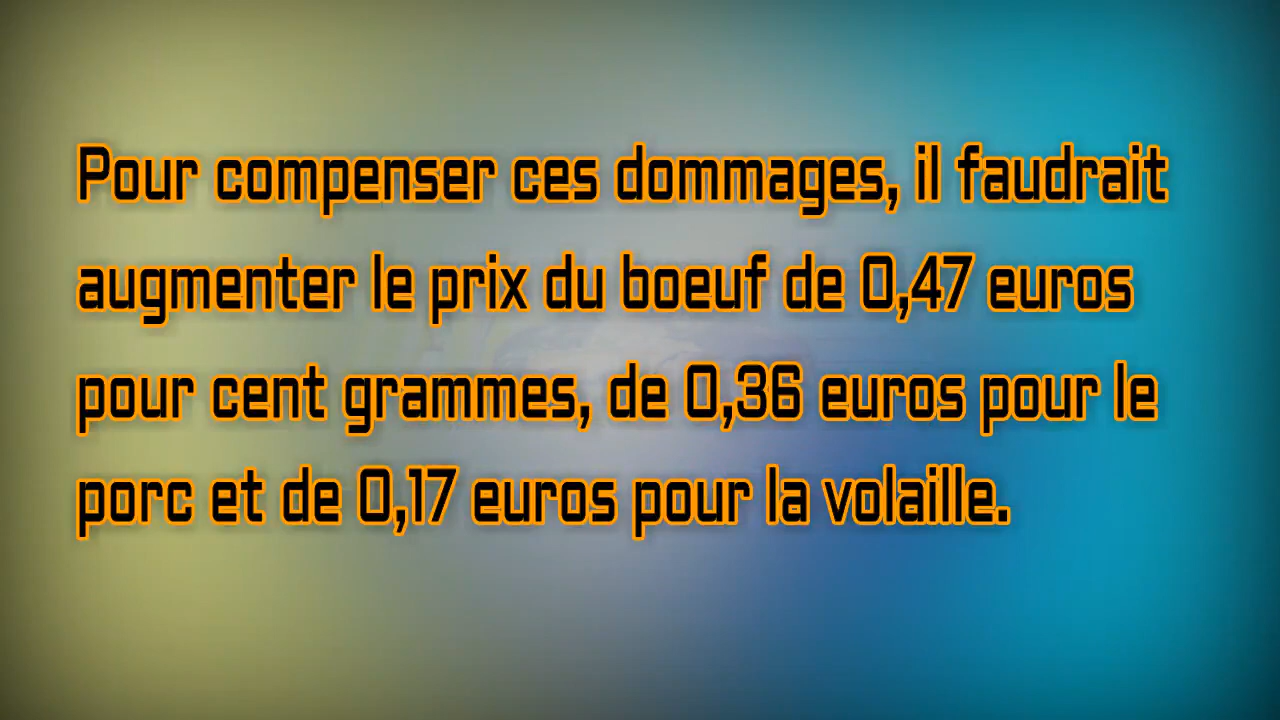 Pour compenser ces dommages, il faudrait
augmenter le prix du boeuf de 0,47 euros
pour cent grammes, de 0,36 euros pour le
porc et de 0,17 euros pour la volaille.